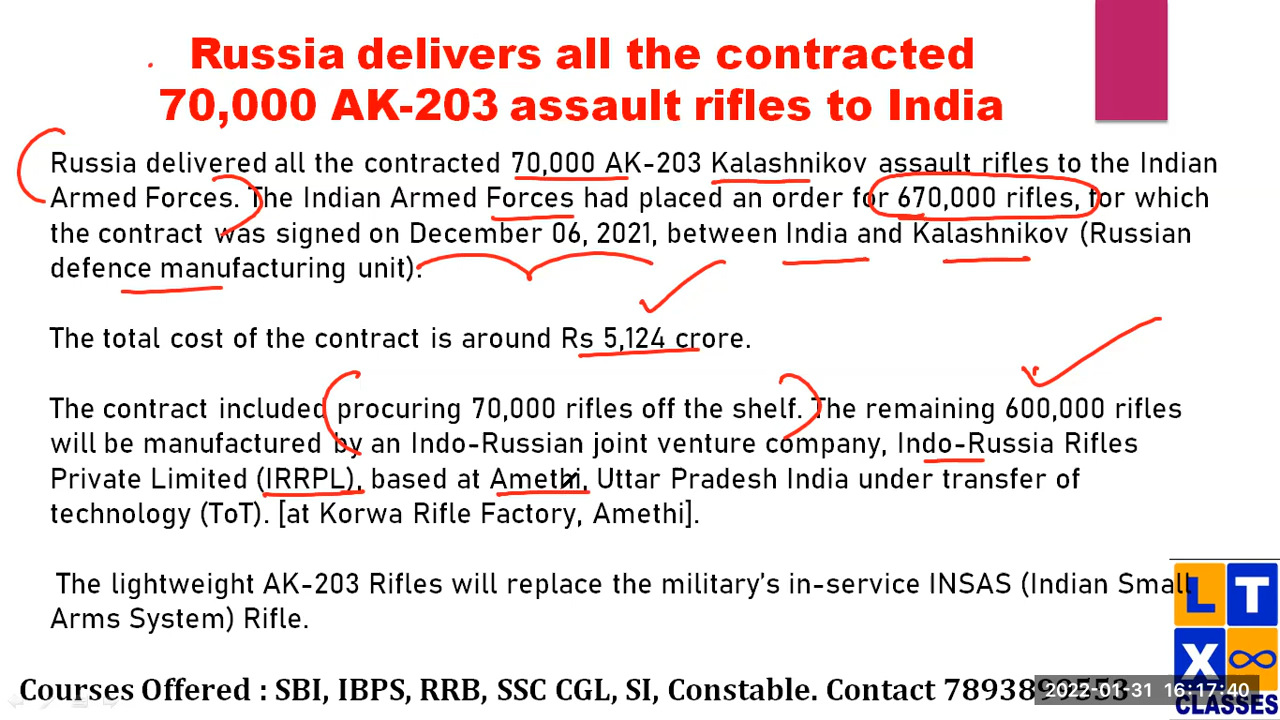 Russia delivers all the contracted
70,000 AK-203 assault rifles to India
Russia delivered all the contracted 70,000 AK-203 Kalashnikov assault rifles to the Indian
Armed Forces. The Indian Armed Forces had placed an order for 670,000 rifles, for which
the contract was signed on December 06, 2021, between India and Kalashnikov (Russian
defence manufacturing unit).
The total cost of the contract is around Rs 5,124 crore.
The contract included procuring 70,000 rifles off the shelf. The remaining 600,000 rifles
will be manufactured by an Indo-Russian joint venture company, Indo-Russia Rifles
Private Limited (IRRPL), based at Amethi, Uttar Pradesh India under transfer of
technology (ToT). [at Korwa Rifle Factory, Amethi].
The lightweight AK-203 Rifles will replace the military's in-service INSAS (Indian Small
Arms System) Rifle.
L T
X ∞
CLASSES
Courses Offered : SBI, IBPS, RRB, SSC CGL, SI, Constable. Contact
2022-01-31 16:17:40